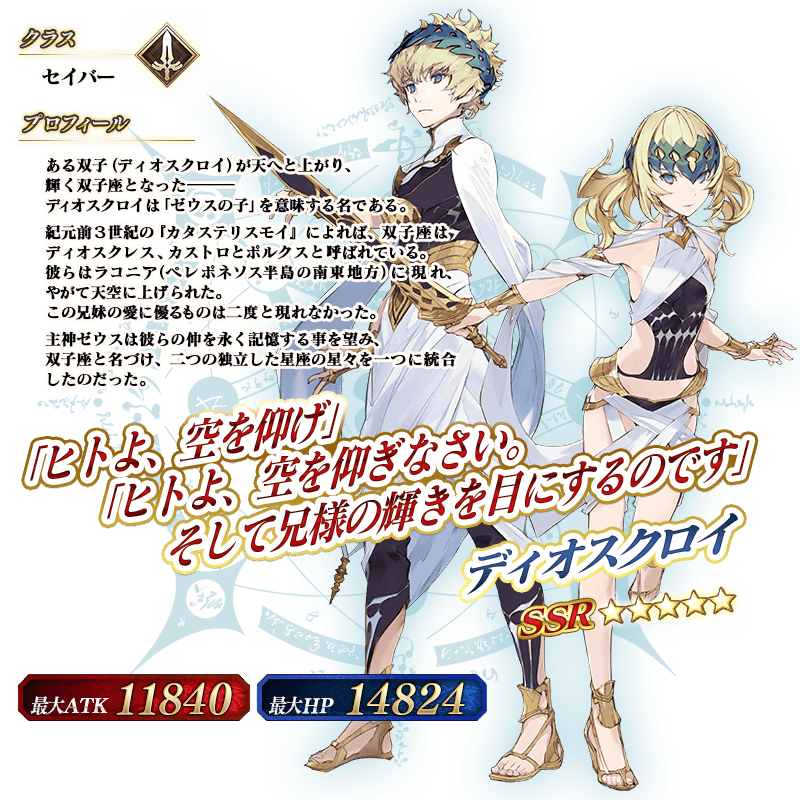 クラス
セイバー
プロフィール
ある双子（ディオスクロイ）が天へと上がり、
輝く双子座となった───
ディオスクロイは「ゼウスの子」を意味する名である。
紀元前3世紀の『カタステリスモイ』によれば、双子座は、
ディオスクレス、カストロとポルクスと呼ばれている。
彼らはラコニア（ペレポネソス半島の南東地方）に現れ、
やがて天空に上げられた。
この兄妹の愛に優るものは二度と現れなかった。
主神ゼウスは彼らの仲を永く記憶する事を望み、
双子座と名づけ、二つの独立した星座の星々を一つに統合
したのだった。
「ヒトよ、空を仰げ」
「ヒトよ、空を仰ぎなさい。
そして兄様の輝きを目にするのです」
ディオスクロイ
SSR ★★★★★
最大ATK 11840
最大HP 14824